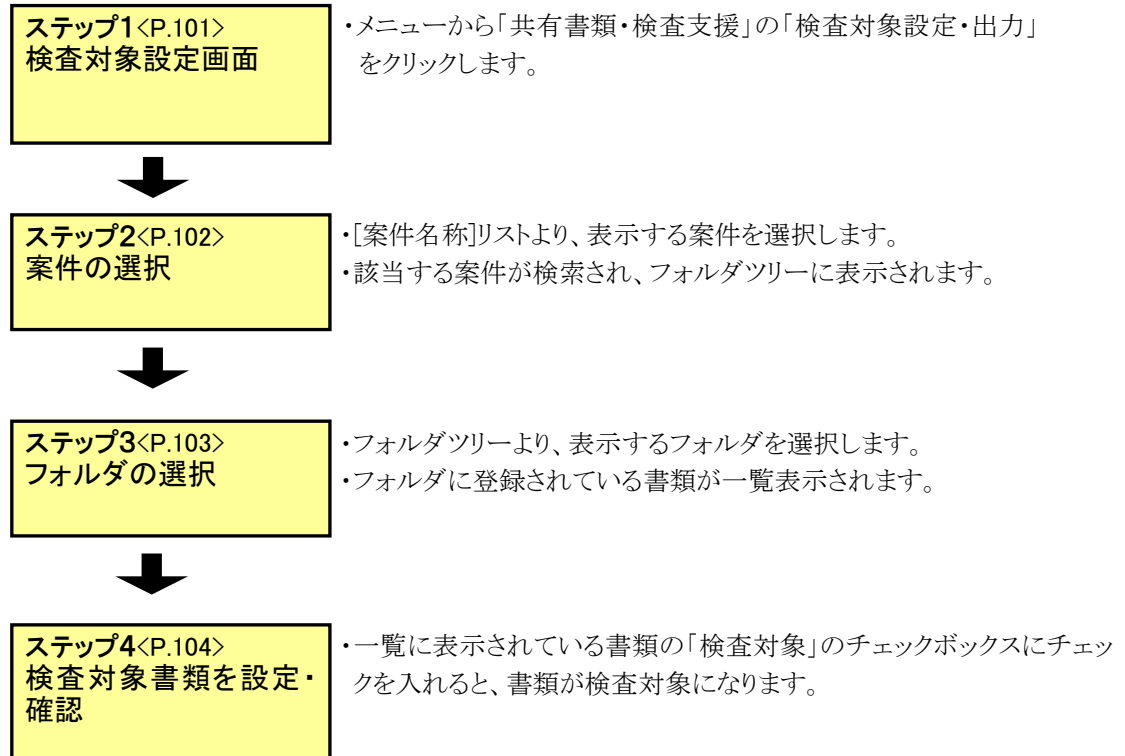 ステップ1<P.101>
検査対象設定画面
・メニューから「共有書類・検査支援」の「検査対象設定・出力」
をクリックします。
ステップ2<P.102>
案件の選択
・[案件名称]リストより、表示する案件を選択します。
・該当する案件が検索され、フォルダツリーに表示されます。
ステップ3<P.103>
フォルダの選択
・フォルダツリーより、表示するフォルダを選択します。
・フォルダに登録されている書類が一覧表示されます。
ステップ4<P.104>
検査対象書類を設定・
確認
・一覧に表示されている書類の「検査対象」のチェックボックスにチェッ
クを入れると、書類が検査対象になります。